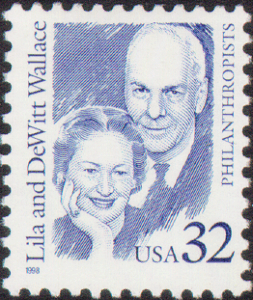 Lila and DeWitt Wallace
PHILANTHROPISTS
USA 32
1998